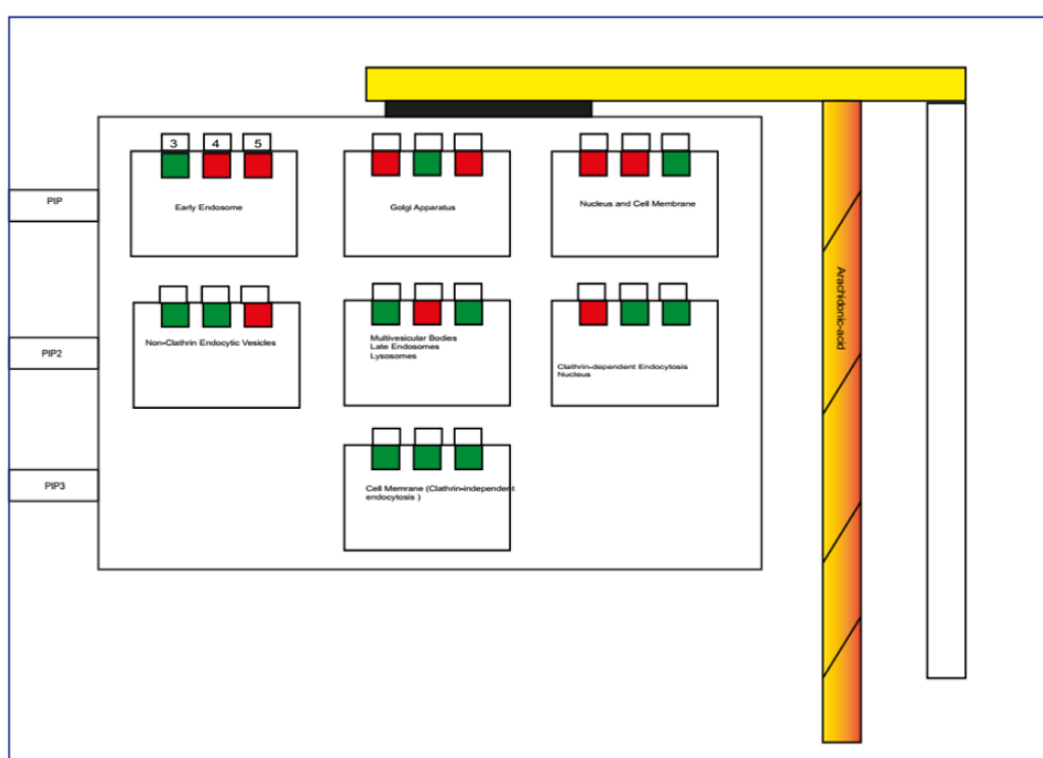 3 4 5
PIP
Early Endosome
Golgi Apparatus
Nucleus and Cell Membrane
PIP2
Non-Clathrin Endocytic Vesicles
Multivesicular Bodies
Late Endosomes
Lysosomes
Clathrin-dependent Endocytosis
Nucleus
PIP3
Cell Memrane (Clathrin-independent
endocytosis )
Arachidonic-acid